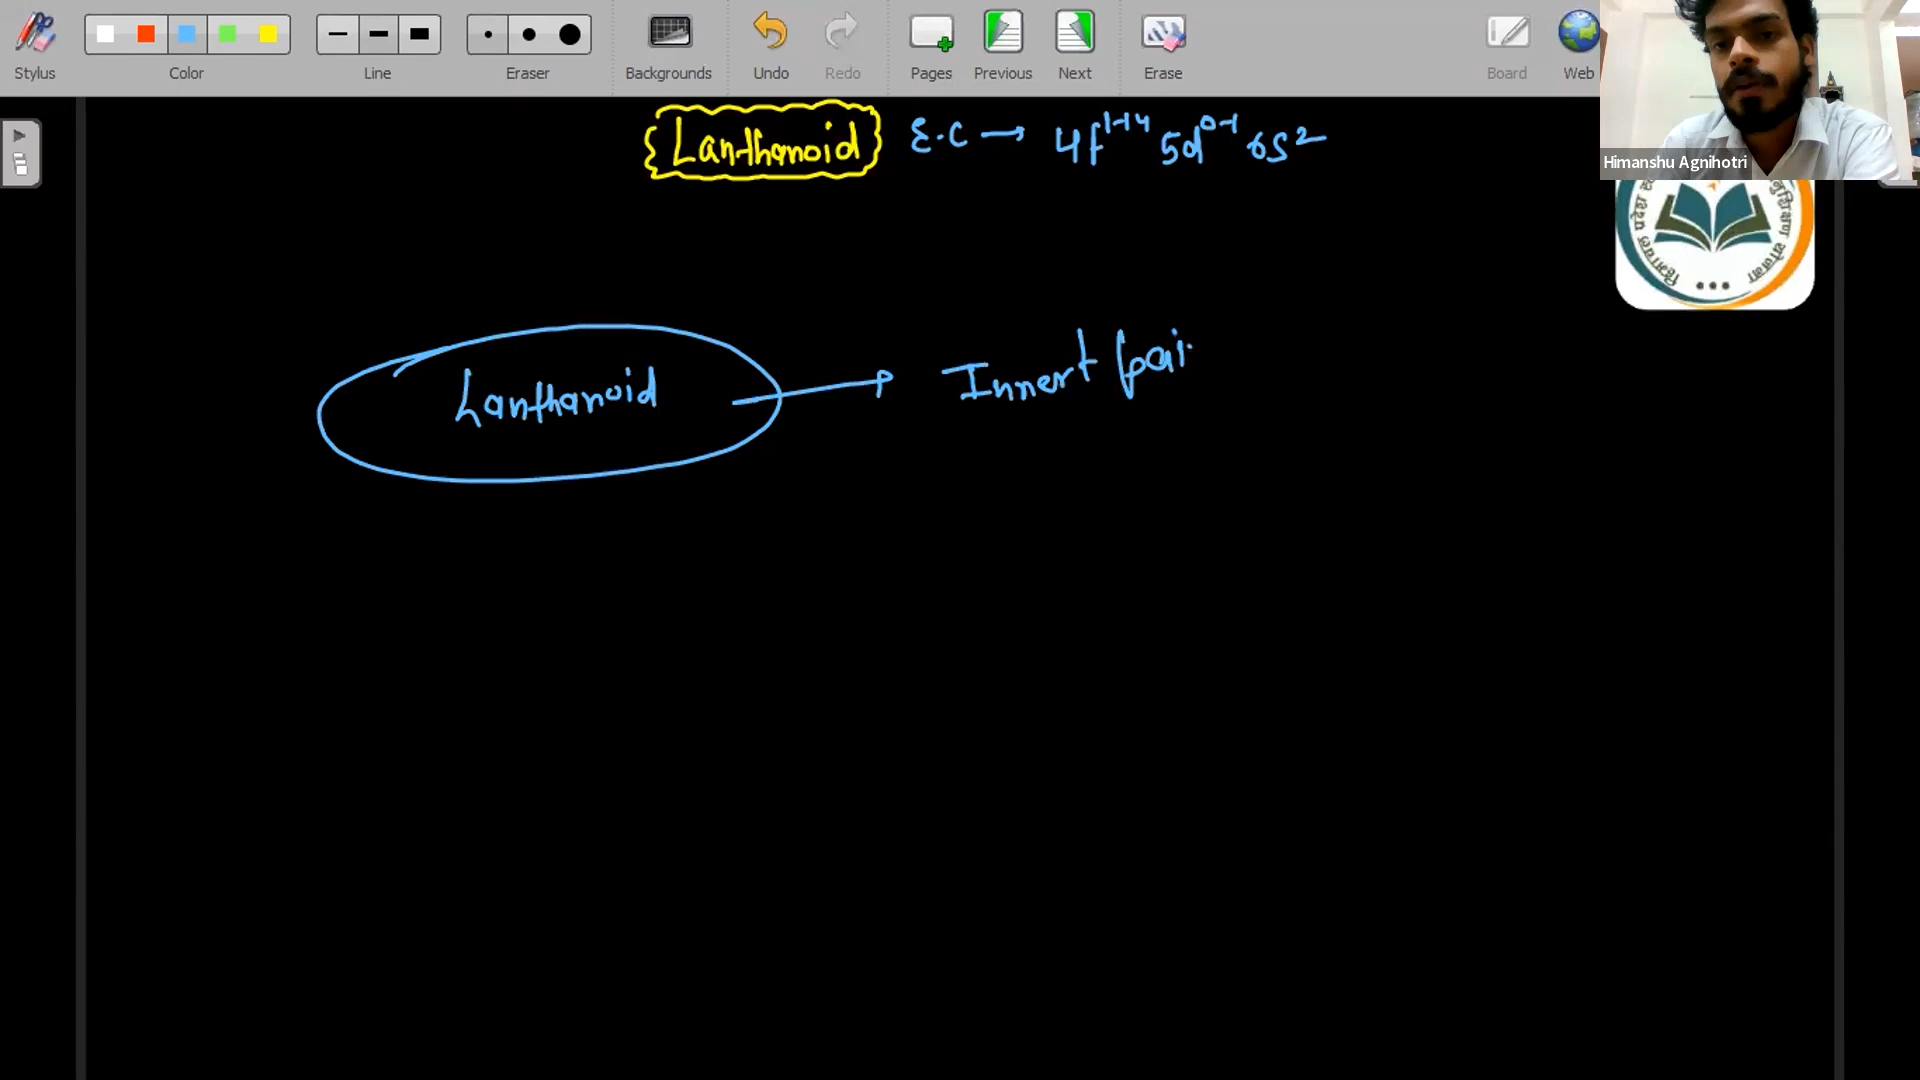 Stylus
Color
Line
Eraser
Backgrounds
Undo
Redo
Pages
Previous
Next
Erase
Board
Web
Himanshu Agnihotri
Lanthanoid E.C → 4f¹⁻¹⁴ 5d⁰⁻¹ 6s²
Lanthanoid → Innert pai